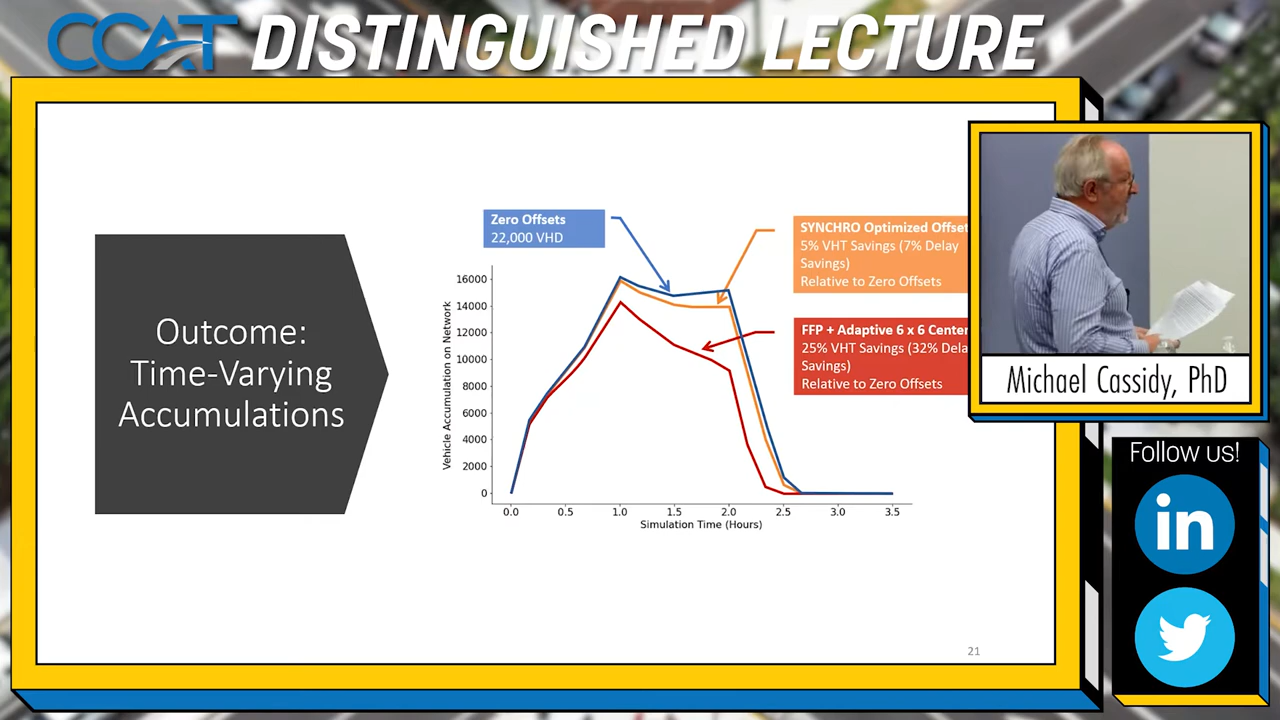 CCAT DISTINGUISHED LECTURE
Outcome:
Time-Varying
Accumulations
Zero Offsets
22,000 VHD
SYNCHRO Optimized Offset
5% VHT Savings (7% Delay
Savings)
Relative to Zero Offsets
FFP + Adaptive 6 x 6 Center
25% VHT Savings (32% Dela
Savings)
Relative to Zero Offsets
Vehicle Accumulation on Network
16000
14000
12000
10000
8000
6000
4000
2000
0
0.0 0.5 1.0 1.5 2.0 2.5 3.0 3.5
Simulation Time (Hours)
21
Michael Cassidy, PhD
Follow us!
in